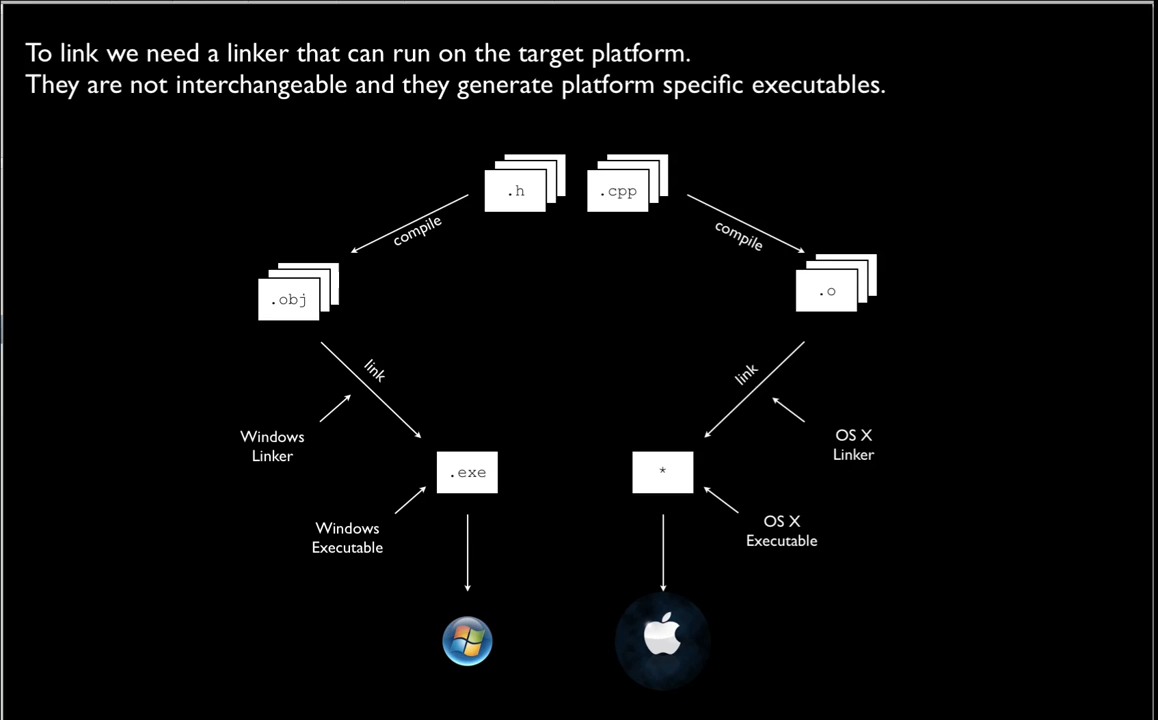 To link we need a linker that can run on the target platform.
They are not interchangeable and they generate platform specific executables.
.h
.cpp
compile
compile
.obj
.o
link
link
Windows
Linker
OS X
Linker
.exe
*
Windows
Executable
OS X
Executable